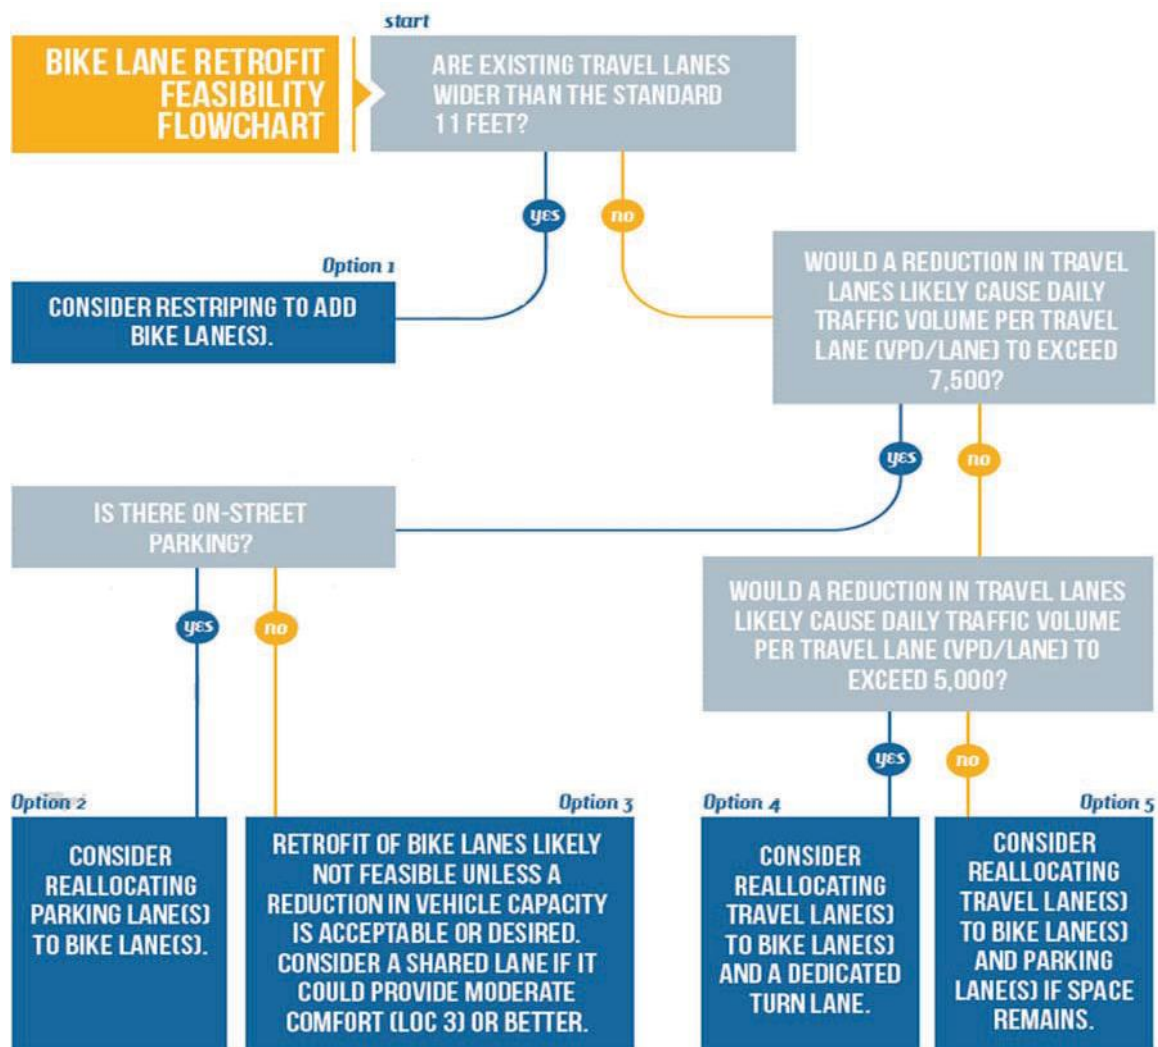 start
BIKE LANE RETROFIT
FEASIBILITY
FLOWCHART
ARE EXISTING TRAVEL LANES
WIDER THAN THE STANDARD
11 FEET?
yes
no
Option 1
CONSIDER RESTRIPING TO ADD
BIKE LANE(S).
WOULD A REDUCTION IN TRAVEL
LANES LIKELY CAUSE DAILY
TRAFFIC VOLUME PER TRAVEL
LANE (VPD/LANE) TO EXCEED
7,500?
yes
no
IS THERE ON-STREET
PARKING?
yes
no
WOULD A REDUCTION IN TRAVEL LANES
LIKELY CAUSE DAILY TRAFFIC VOLUME
PER TRAVEL LANE (VPD/LANE) TO
EXCEED 5,000?
yes
no
Option 2
CONSIDER
REALLOCATING
PARKING LANE(S)
TO BIKE LANE(S).
Option 3
RETROFIT OF BIKE LANES LIKELY
NOT FEASIBLE UNLESS A
REDUCTION IN VEHICLE CAPACITY
IS ACCEPTABLE OR DESIRED.
CONSIDER A SHARED LANE IF IT
COULD PROVIDE MODERATE
COMFORT (LOC 3) OR BETTER.
Option 4
CONSIDER
REALLOCATING
TRAVEL LANE(S)
TO BIKE LANE(S)
AND A DEDICATED
TURN LANE.
Option 5
CONSIDER
REALLOCATING
TRAVEL LANE(S)
TO BIKE LANE(S)
AND PARKING
LANE(S) IF SPACE
REMAINS.